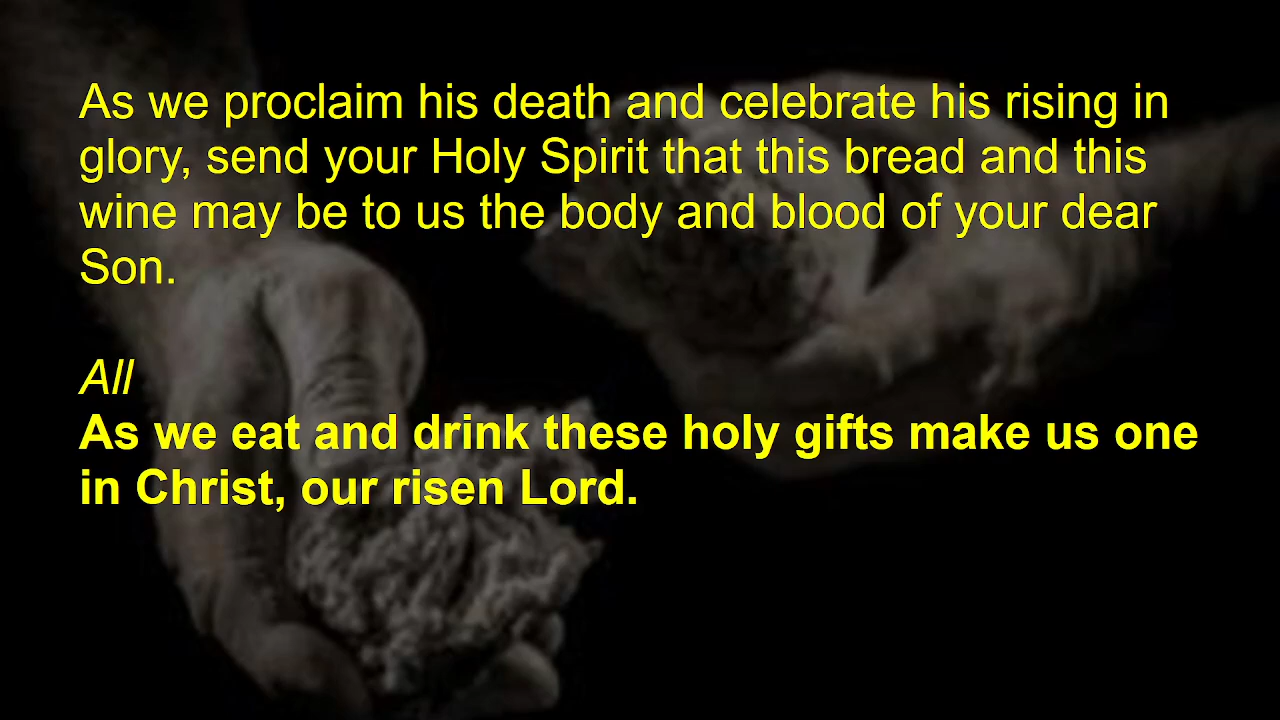 As we proclaim his death and celebrate his rising in
glory, send your Holy Spirit that this bread and this
wine may be to us the body and blood of your dear
Son.
All
As we eat and drink these holy gifts make us one
in Christ, our risen Lord.